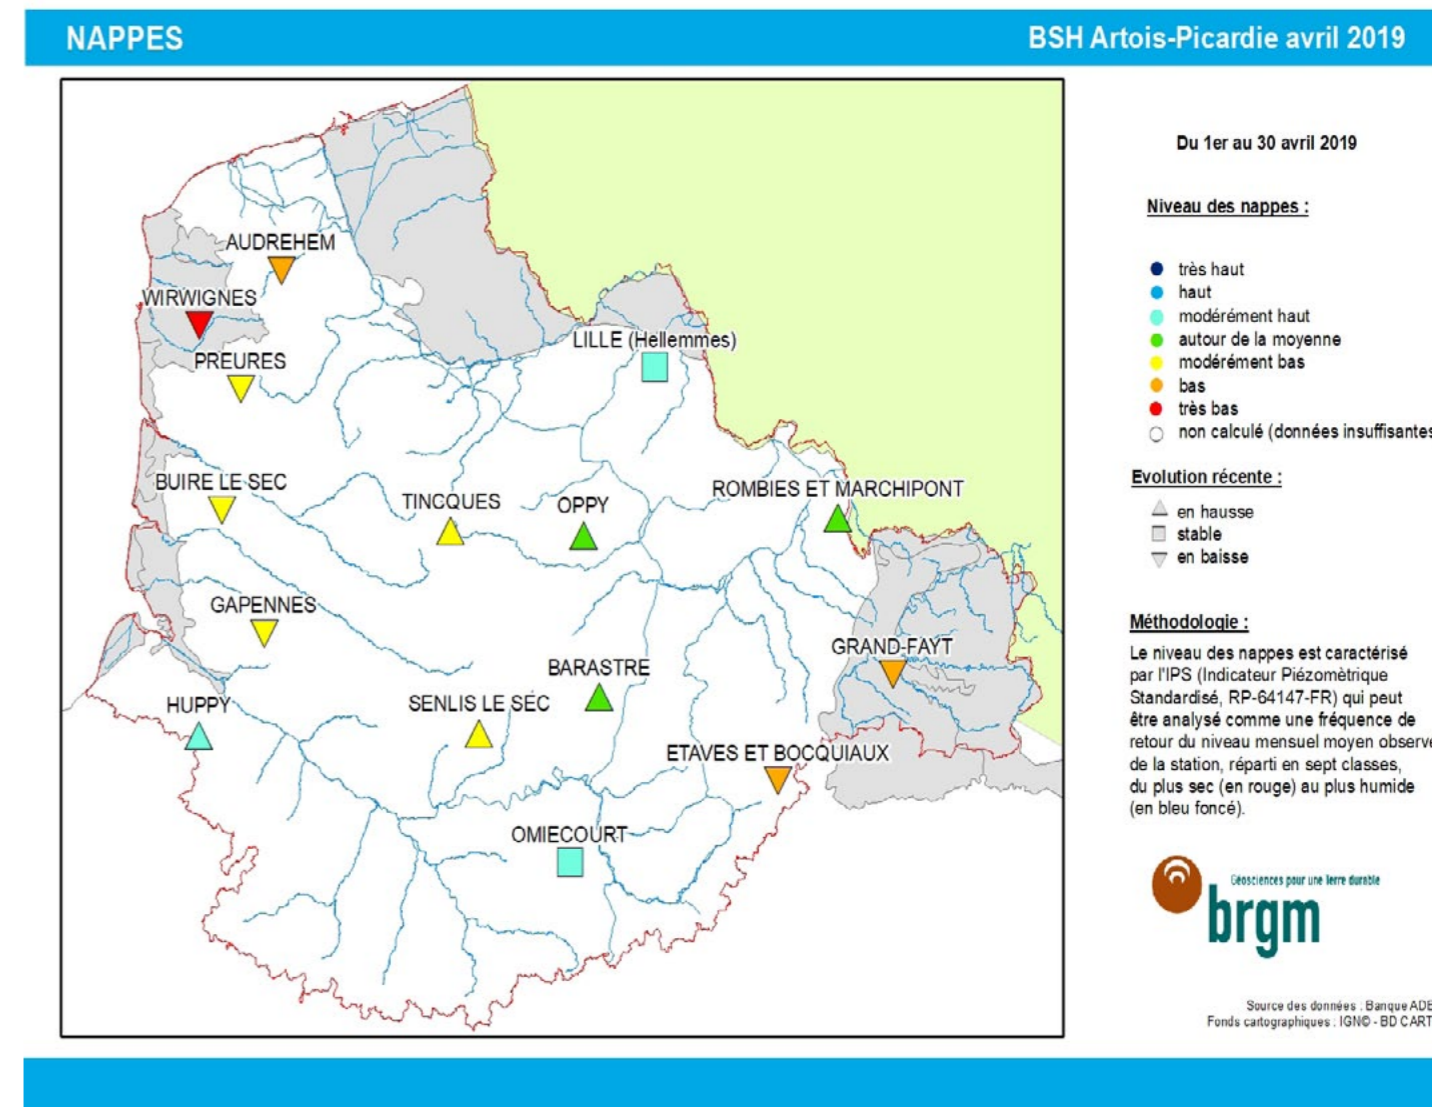 NAPPES
BSH Artois-Picardie avril 2019
AUDREHEM
WIRWIGNES
LILLE (Hellemmes)
PREURES
BUIRE LE SEC
TINCQUES
OPPY
ROMBIES ET MARCHIPONT
GAPENNES
GRAND-FAYT
BARASTRE
HUPPY
SENLIS LE SEC
ETAVES ET BOCQUIAUX
OMIECOURT
Du 1er au 30 avril 2019
Niveau des nappes :
très haut
haut
modérément haut
autour de la moyenne
modérément bas
bas
très bas
non calculé (données insuffisantes
Evolution récente :
en hausse
stable
en baisse
Méthodologie :
Le niveau des nappes est caractérisé
par l'IPS (Indicateur Piézomètrique
Standardisé, RP-64147-FR) qui peut
être analysé comme une fréquence de
retour du niveau mensuel moyen observé
de la station, réparti en sept classes,
du plus sec (en rouge) au plus humide
(en bleu foncé).
Géosciences pour une Terre durable
brgm
Source des données : Banque ADE
Fonds cartographiques : IGN© - BD CART